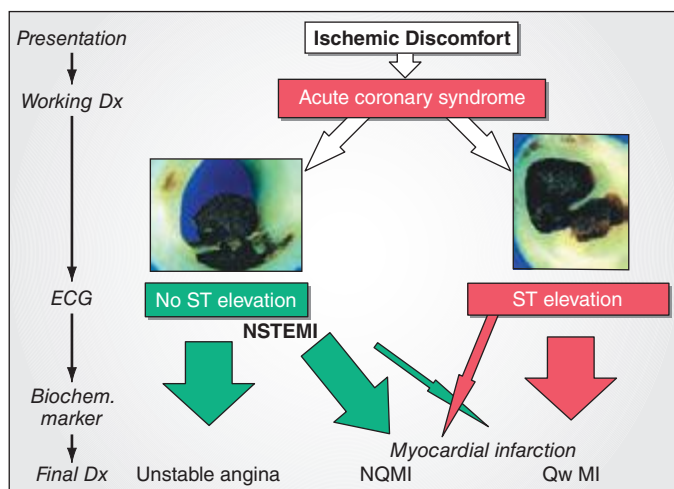 Presentation
Ischemic Discomfort
Working Dx
Acute coronary syndrome
ECG
No ST elevation
ST elevation
NSTEMI
Biochem.
marker
Myocardial infarction
Final Dx
Unstable angina
NQMI
Qw MI